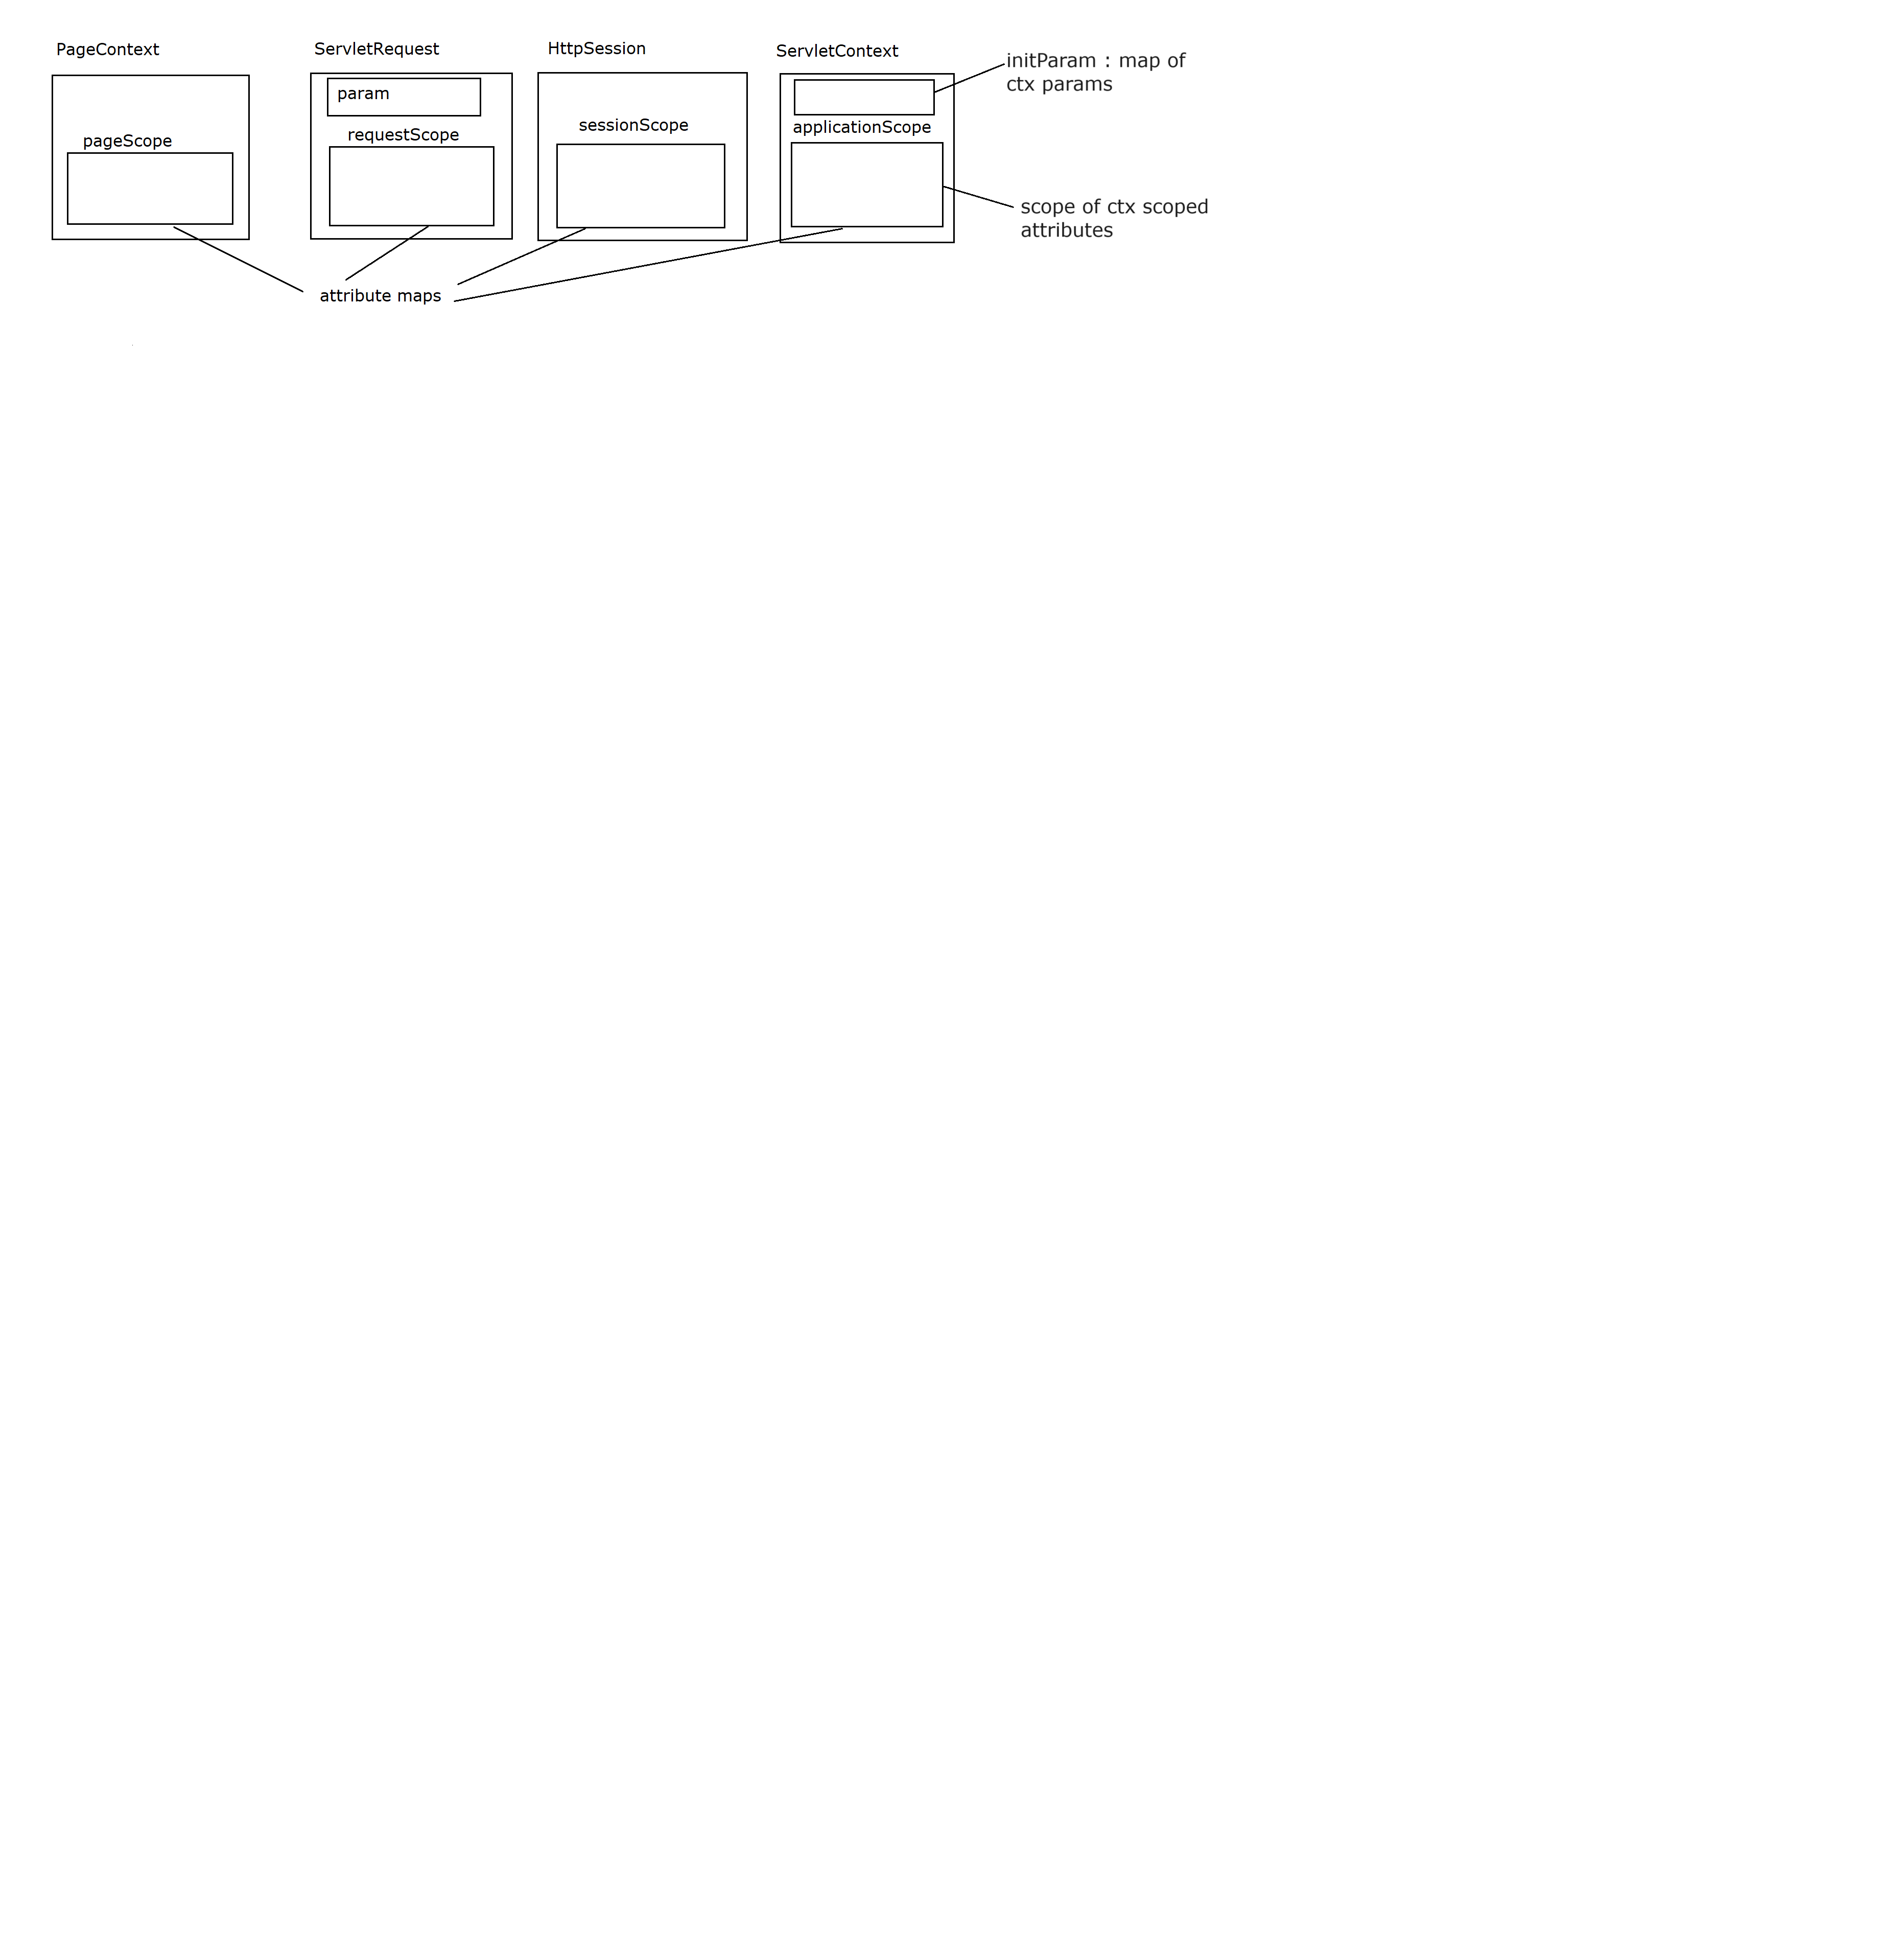 PageContext
ServletRequest
HttpSession
ServletContext
initParam : map of
ctx params
param
pageScope
requestScope
sessionScope
applicationScope
scope of ctx scoped
attributes
attribute maps